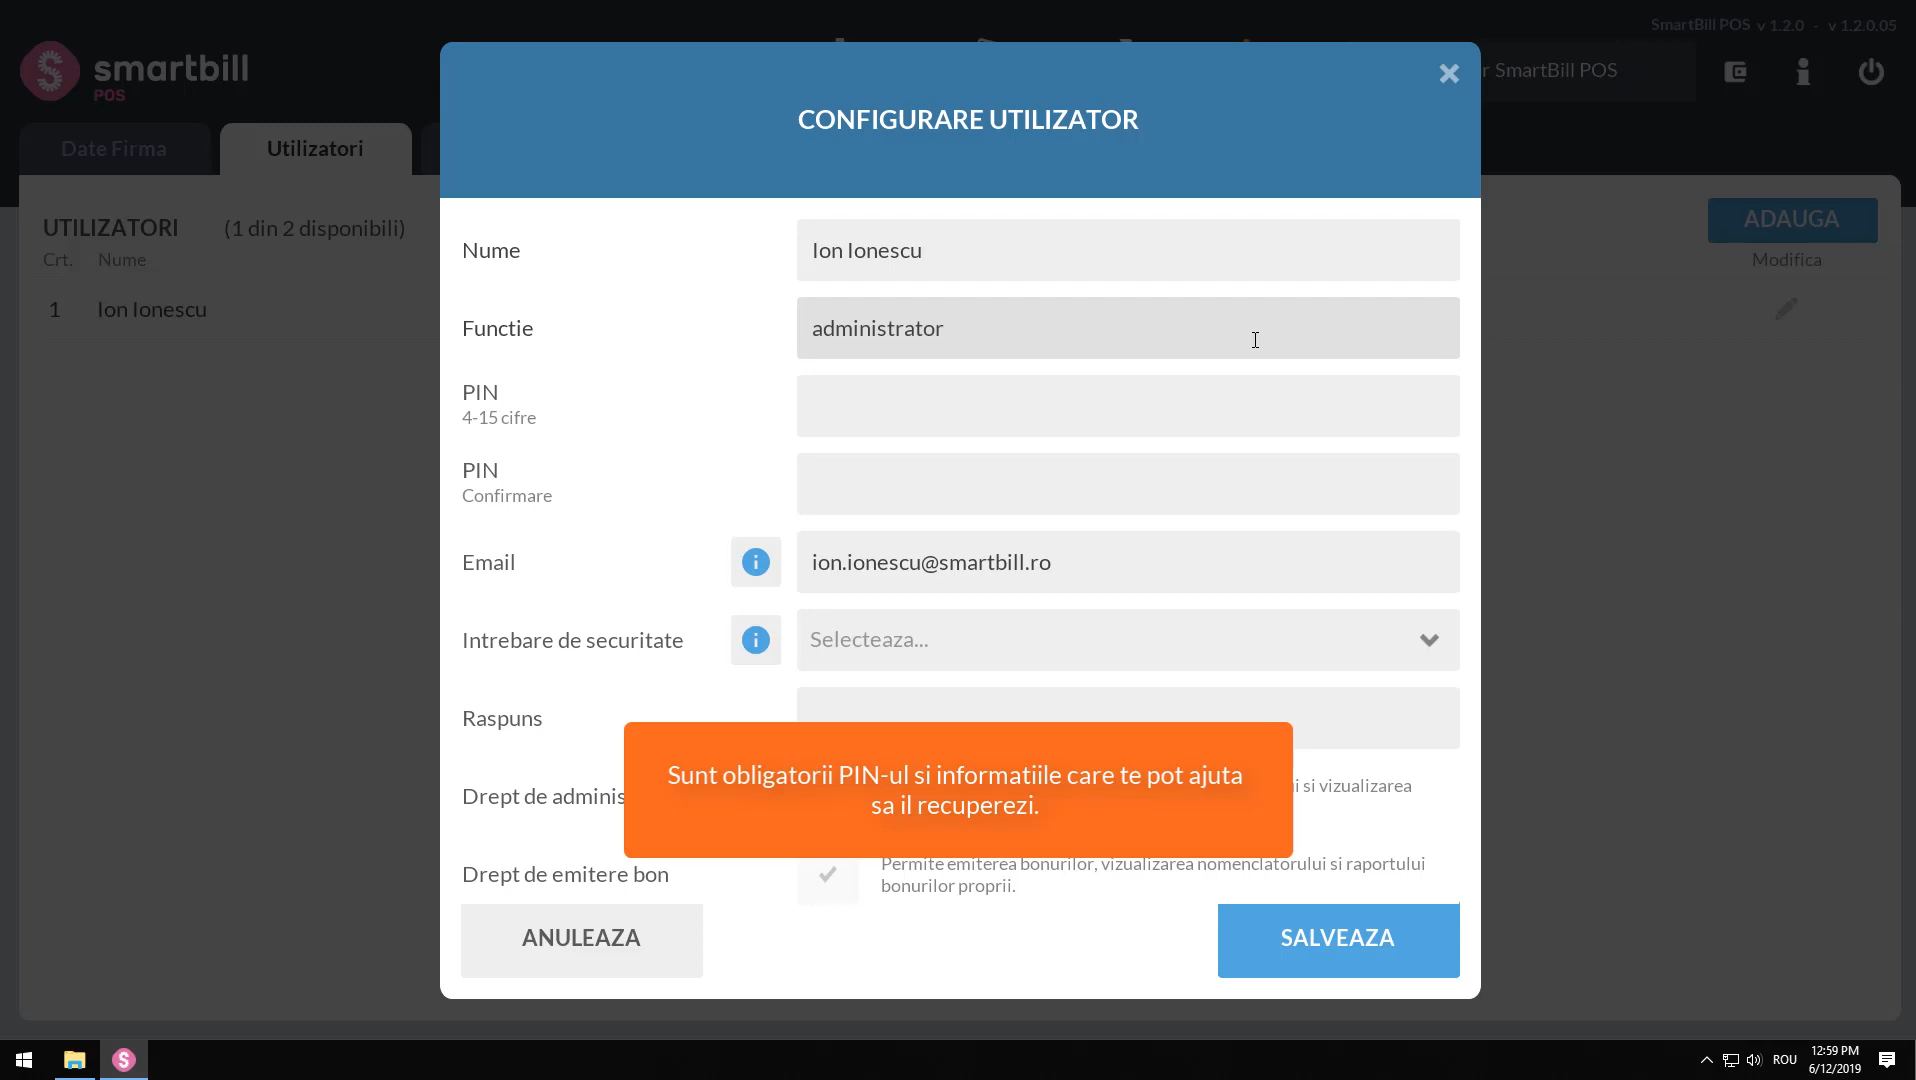 SmartBill POS v 1.2.0 - v 1.2.0.05
smartbill
POS
r SmartBill POS
CONFIGURARE UTILIZATOR
Date Firma
Utilizatori
UTILIZATORI (1 din 2 disponibili)
ADAUGA
Crt. Nume
Modifica
1 Ion Ionescu
Nume
Ion Ionescu
Functie
administrator
PIN
4-15 cifre
PIN
Confirmare
Email
ion.ionescu@smartbill.ro
Intrebare de securitate
Selecteaza...
Raspuns
Sunt obligatorii PIN-ul si informatiile care te pot ajuta
sa il recuperezi.
Drept de adminis
i si vizualizarea
Drept de emitere bon
Permite emiterea bonurilor, vizualizarea nomenclatorului si raportului
bonurilor proprii.
ANULEAZA
SALVEAZA
ROU
12:59 PM
6/12/2019